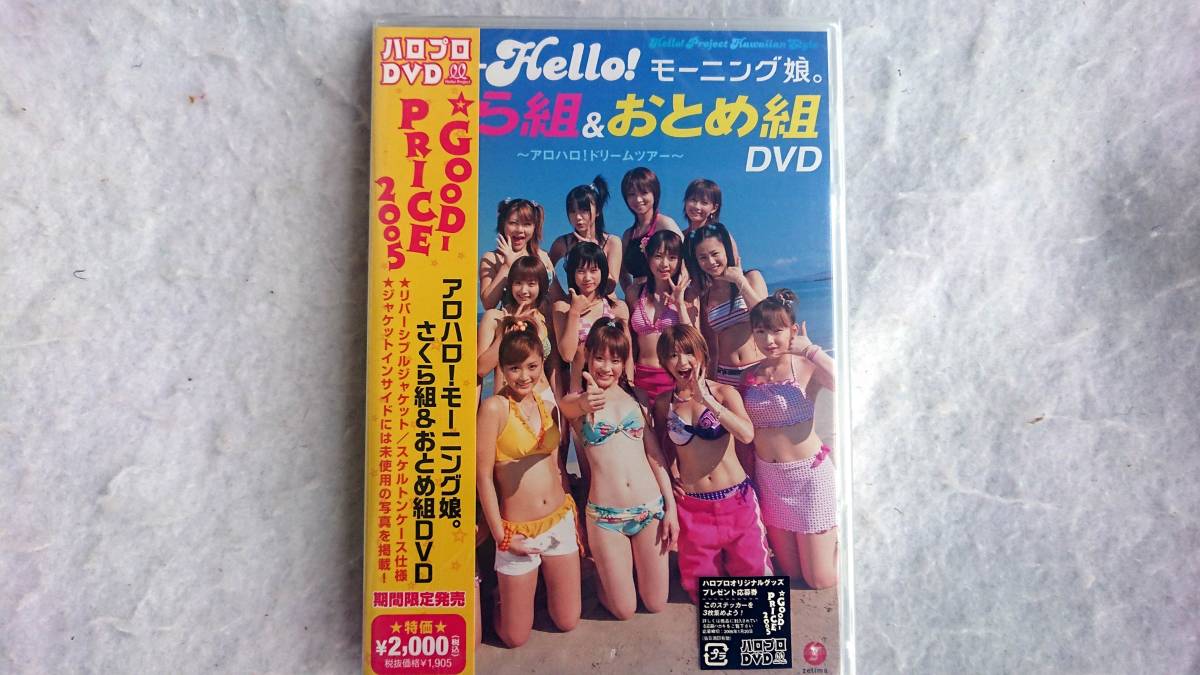 ハロプロ
DVD
Hello! Project
☆GOOD!
PRICE
2005
アロハロ!モーニング娘。
さくら組&おとめ組DVD
★リバーシブルジャケット/スケルトンケース仕様
★ジャケットインサイドには未使用の写真を掲載!
期間限定発売
★特価★
¥2,000(税込)
税抜価格¥1,905
Hello! Project Hawaiian Style
-Hello! モーニング娘。
ら組&おとめ組
DVD
〜アロハロ!ドリームツアー〜
ハロプロオリジナルグッズ
プレゼント応募券
このステッカーを
3枚集めよう!
☆GOOD!
PRICE
2005
ハロプロ
DVD
zetima